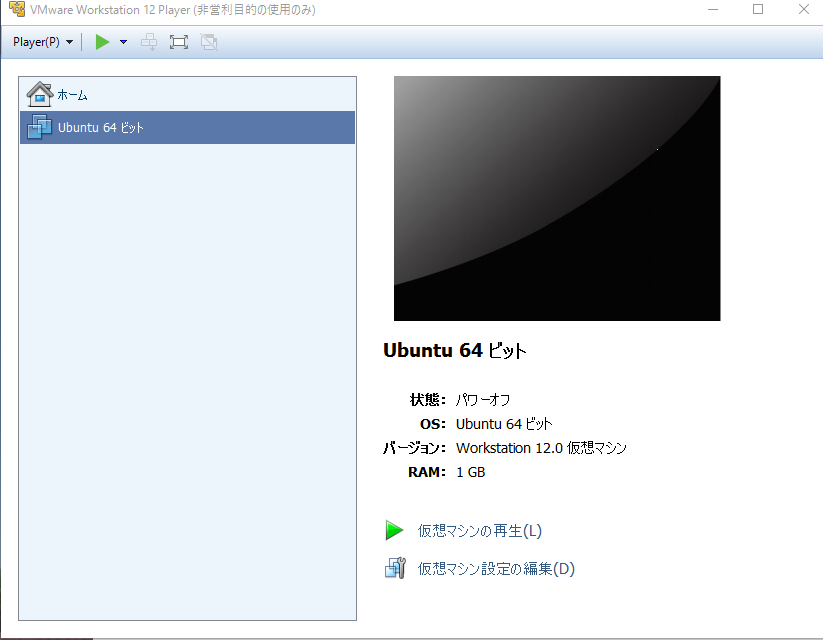 VMware Workstation 12 Player (非営利目的の使用のみ)
Player(P)
ホーム
Ubuntu 64 ビット
Ubuntu 64 ビット
状態: パワーオフ
OS: Ubuntu 64 ビット
バージョン: Workstation 12.0 仮想マシン
RAM: 1 GB
仮想マシンの再生(L)
仮想マシン設定の編集(D)